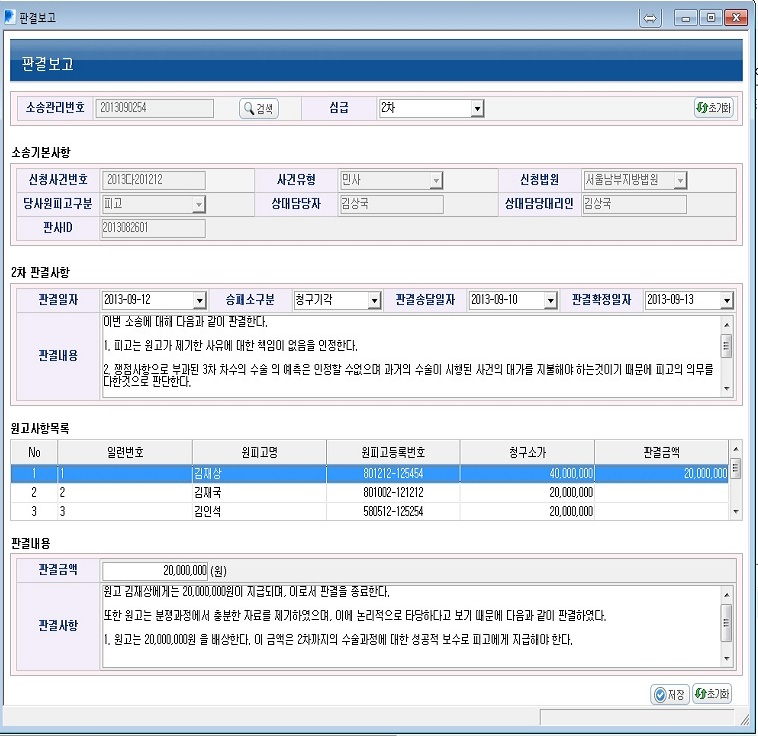 판결보고
판결보고
소송관리번호 2013090254 검색 심급 2차 초기화
소송기본사항
신청사건번호 2013다201212 사건유형 민사 신청법원 서울남부지방법원
당사원피고구분 피고 상대담당자 김상국 상대담당대리인 김상국
판사ID 2013082601
2차 판결사항
판결일자 2013-09-12 승패소구분 청구기각 판결송달일자 2013-09-10 판결확정일자 2013-09-13
판결내용
이번 소송에 대해 다음과 같이 판결한다.
1. 피고는 원고가 제기한 사유에 대한 책임이 없음을 인정한다.
2. 쟁점사항으로 부과된 3차 차수의 수술 의 예측은 인정할 수없으며 과거의 수술이 시행된 사건의 대가를 지불해야 하는것이기 때문에 피고의 의무를
다한것으로 판단한다.
원고사항목록
No 일련번호 원피고명 원피고등록번호 청구소가 판결금액
1 1 김재상 801212-125454 40,000,000 20,000,000
2 2 김재국 801002-121212 20,000,000
3 3 김인석 580512-125254 20,000,000
판결내용
판결금액 20,000,000 (원)
판결사항
원고 김재상에게는 20,000,000원이 지급되며, 이로서 판결을 종료한다.
또한 원고는 분쟁과정에서 충분한 자료를 제기하였으며, 이에 논리적으로 타당하다고 보기 때문에 다음과 같이 판결하였다.
1. 원고는 20,000,000원 을 배상한다. 이 금액은 2차까지의 수술과정에 대한 성공적 보수로 피고에게 지급해야 한다.
저장 초기화